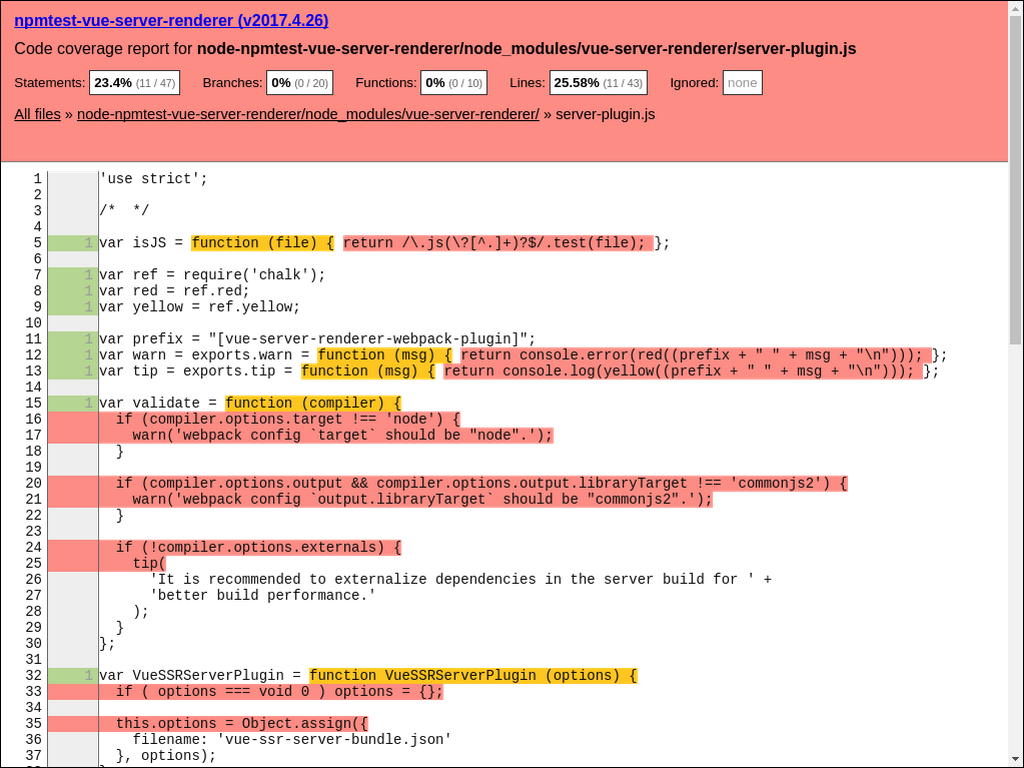 npmtest-vue-server-renderer (v2017.4.26)
Code coverage report for node-npmtest-vue-server-renderer/node_modules/vue-server-renderer/server-plugin.js
Statements: 23.4% (11 / 47) Branches: 0% (0 / 20) Functions: 0% (0 / 10) Lines: 25.58% (11 / 43) Ignored: none
All files » node-npmtest-vue-server-renderer/node_modules/vue-server-renderer/ » server-plugin.js
1 'use strict';
2
3 /*  */
4
5 1 var isJS = function (file) { return /\.js(\?[^.]+)?$/.test(file); };
6
7 1 var ref = require('chalk');
8 1 var red = ref.red;
9 1 var yellow = ref.yellow;
10
11 1 var prefix = "[vue-server-renderer-webpack-plugin]";
12 1 var warn = exports.warn = function (msg) { return console.error(red((prefix + " " + msg + "\n"))); };
13 1 var tip = exports.tip = function (msg) { return console.log(yellow((prefix + " " + msg + "\n"))); };
14
15 1 var validate = function (compiler) {
16   if (compiler.options.target !== 'node') {
17     warn('webpack config `target` should be "node".');
18   }
19
20   if (compiler.options.output && compiler.options.output.libraryTarget !== 'commonjs2') {
21     warn('webpack config `output.libraryTarget` should be "commonjs2".');
22   }
23
24   if (!compiler.options.externals) {
25     tip(
26       'It is recommended to externalize dependencies in the server build for ' +
27       'better build performance.'
28     );
29   }
30 };
31
32 1 var VueSSRServerPlugin = function VueSSRServerPlugin (options) {
33   if ( options === void 0 ) options = {};
34
35   this.options = Object.assign({
36     filename: 'vue-ssr-server-bundle.json'
37   }, options);